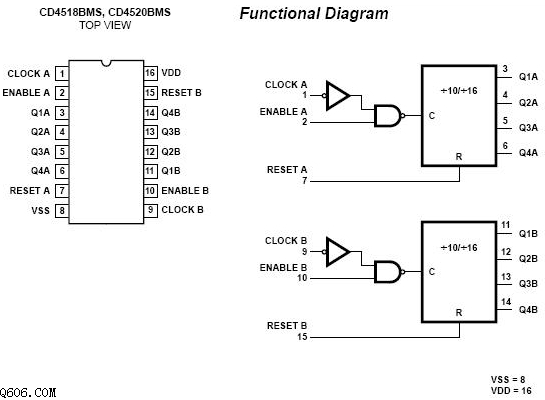 CD4518BMS, CD4520BMS
TOP VIEW
CLOCK A 1
ENABLE A 2
Q1A 3
Q2A 4
Q3A 5
Q4A 6
RESET A 7
VSS 8
16 VDD
15 RESET B
14 Q4B
13 Q3B
12 Q2B
11 Q1B
10 ENABLE B
9 CLOCK B
Functional Diagram
CLOCK A
1
ENABLE A
2
RESET A
7
÷10/÷16
C
R
3 Q1A
4 Q2A
5 Q3A
6 Q4A
CLOCK B
9
ENABLE B
10
RESET B
15
÷10/÷16
C
R
11 Q1B
12 Q2B
13 Q3B
14 Q4B
VSS = 8
VDD = 16
Q606.COM